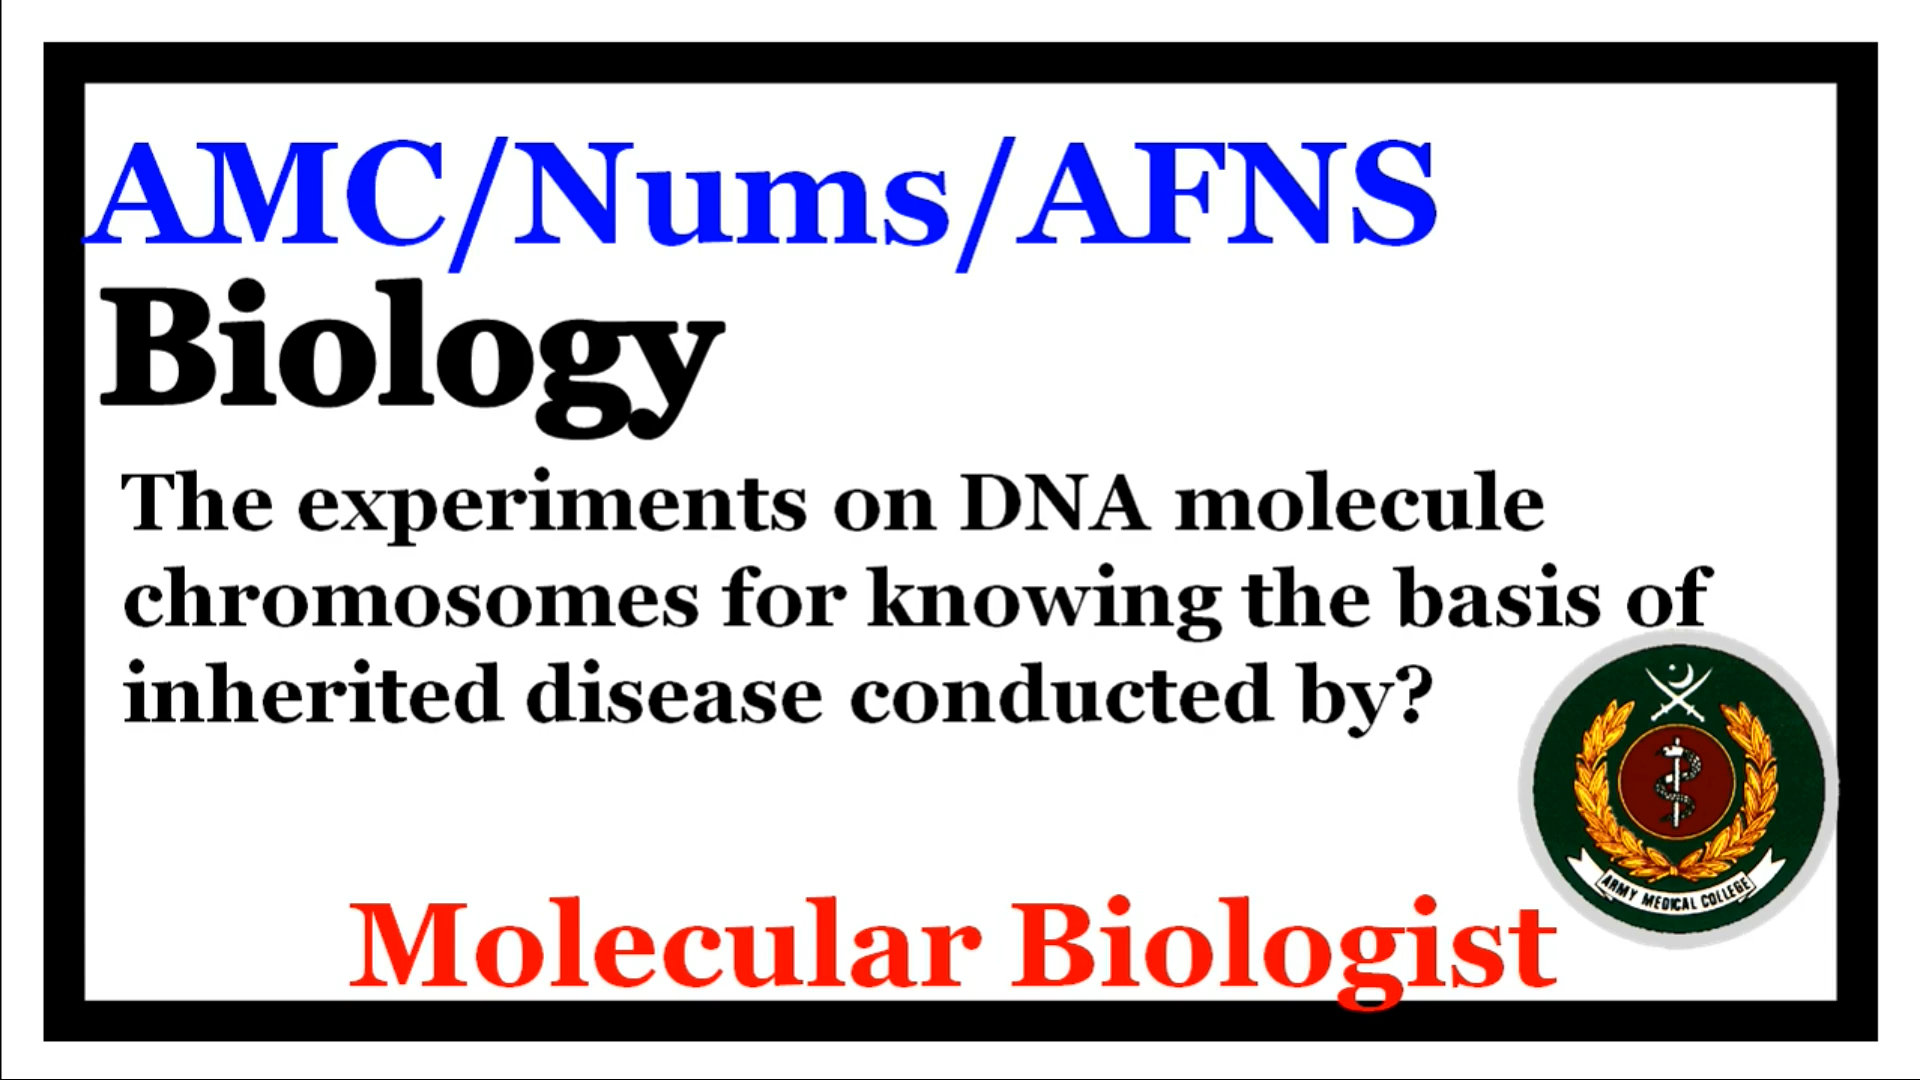 AMC/Nums/AFNS
Biology
The experiments on DNA molecule
chromosomes for knowing the basis of
inherited disease conducted by?
ARMY MEDICAL COLLEGE
Molecular Biologist